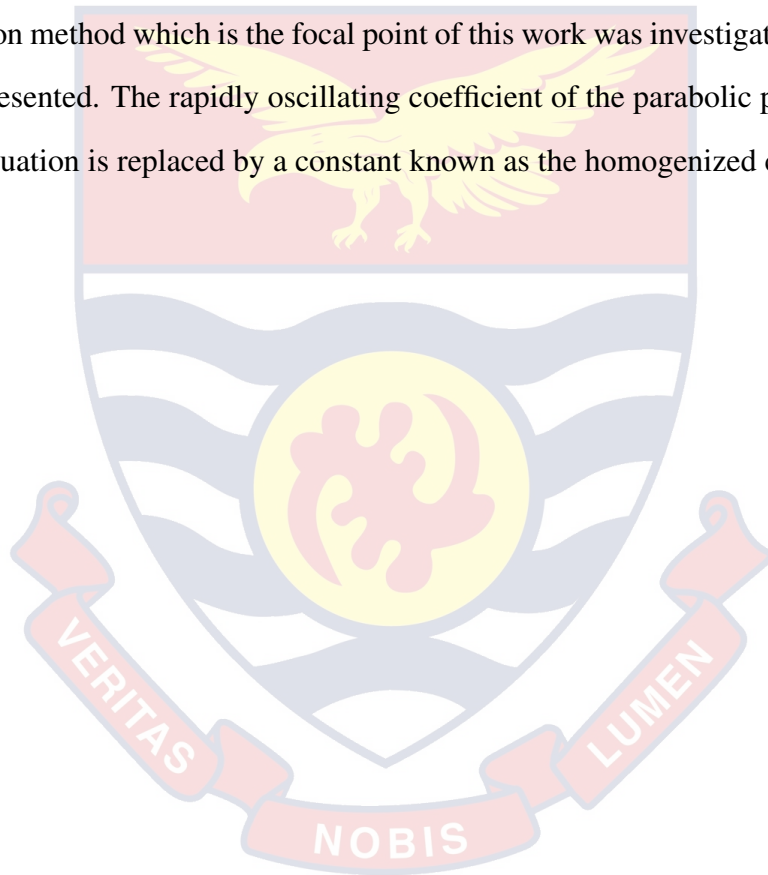 on method which is the focal point of this work was investigat
esented. The rapidly oscillating coefficient of the parabolic p
uation is replaced by a constant known as the homogenized
VERITAS
NOBIS
LUMEN